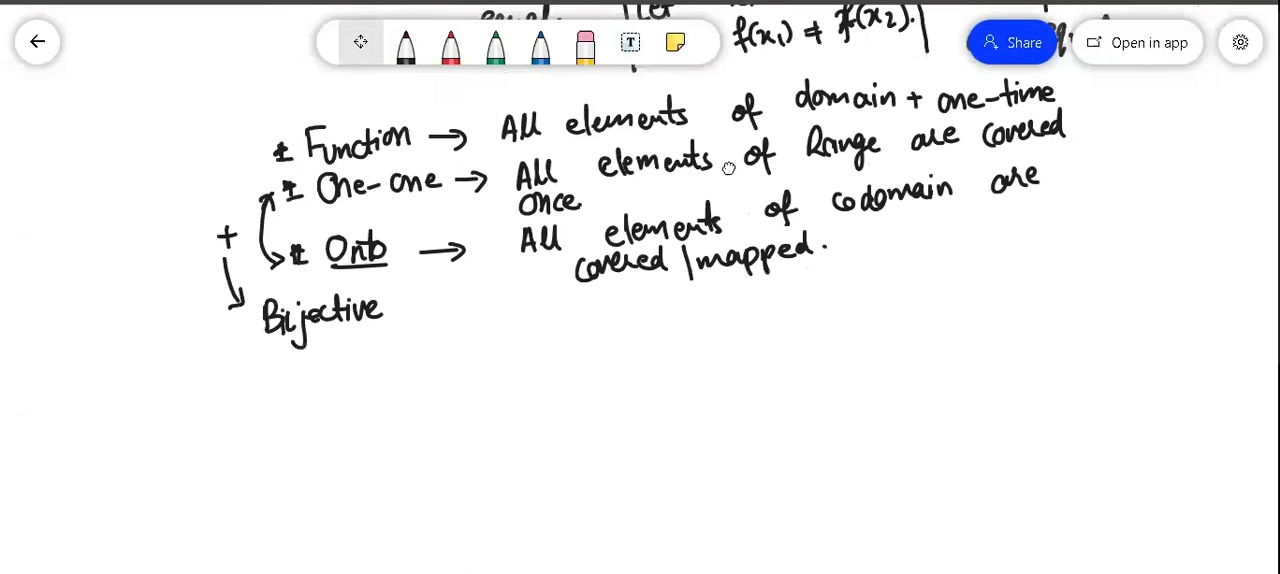 f(x₁) ≠ f(x₂).
Share
Open in app
* Function → All elements of domain + one-time
* One-one → All elements of Range are covered
once
* Onto → All elements of codomain are
covered / mapped.
+
Bijective